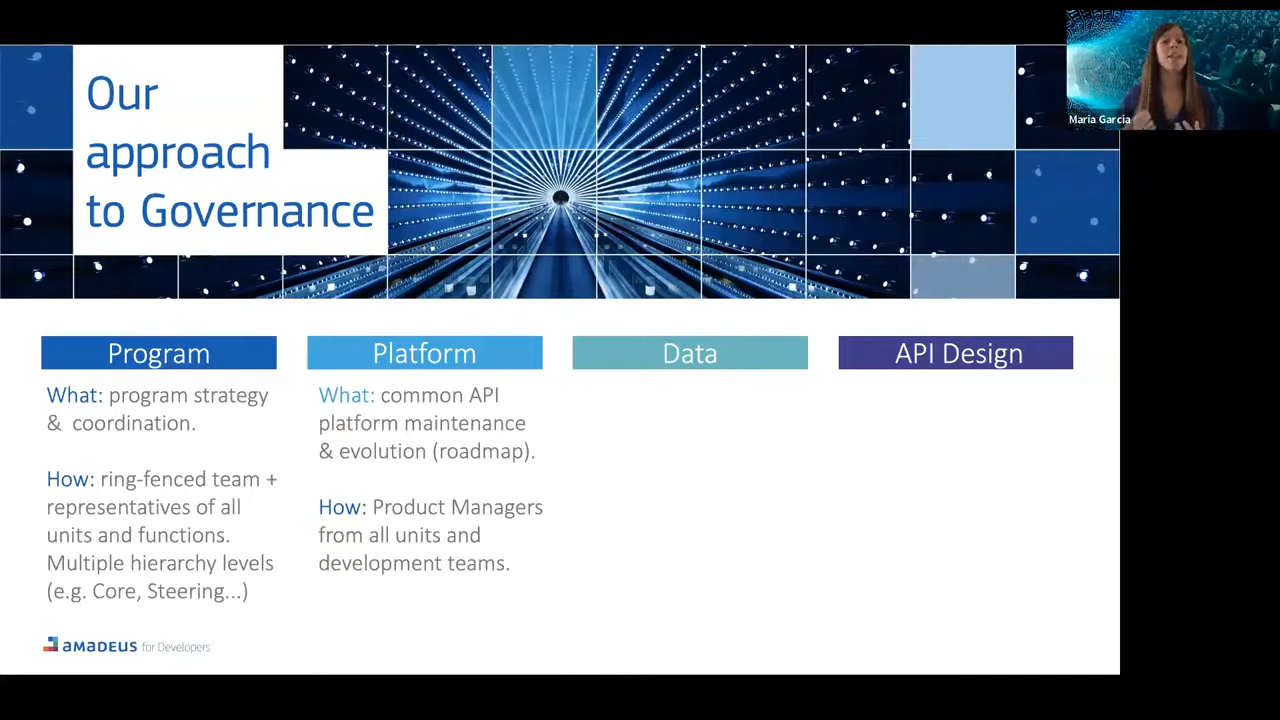 Our
approach
to Governance
Maria Garcia
Program
What: program strategy
& coordination.
How: ring-fenced team +
representatives of all
units and functions.
Multiple hierarchy levels
(e.g. Core, Steering...)
Platform
What: common API
platform maintenance
& evolution (roadmap).
How: Product Managers
from all units and
development teams.
Data
API Design
amadeus for Developers